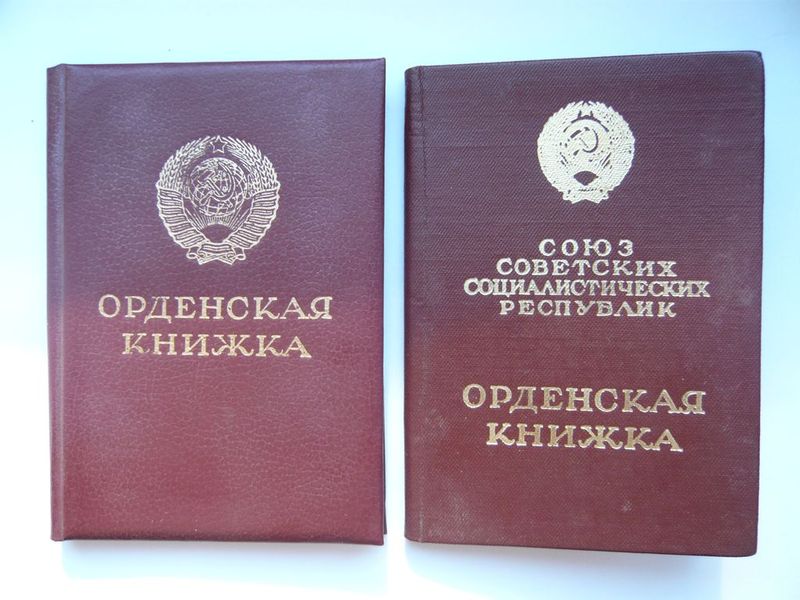 ОРДЕНСКАЯ
КНИЖКА
СОЮЗ
СОВЕТСКИХ
СОЦИАЛИСТИЧЕСКИХ
РЕСПУБЛИК
ОРДЕНСКАЯ
КНИЖКА